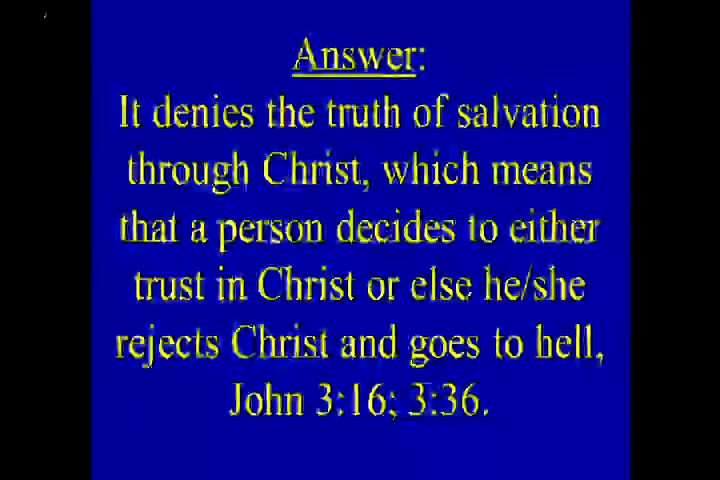 Answer:
It denies the truth of salvation
through Christ, which means
that a person decides to either
trust in Christ or else he/she
rejects Christ and goes to hell,
John 3:16; 3:36.